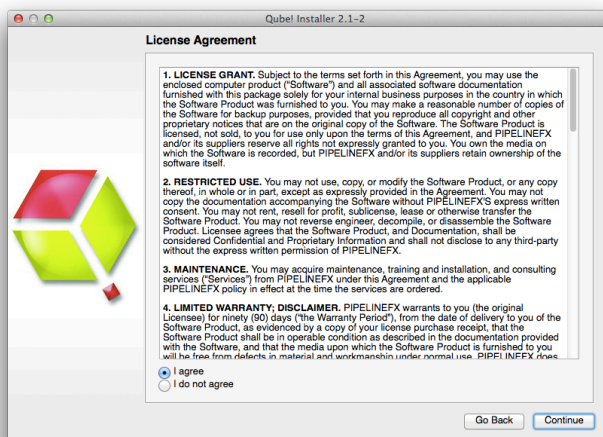 Qube! Installer 2.1-2
License Agreement
1. LICENSE GRANT. Subject to the terms set forth in this Agreement, you may use the
enclosed computer product ("Software") and all associated software documentation
furnished with this package solely for your internal business purposes in the country in which
the Software Product was furnished to you. You may make a reasonable number of copies of
the Software for backup purposes, provided that you reproduce all copyright and other
proprietary notices that are on the original copy of the Software. The Software Product is
licensed, not sold, to you for use only upon the terms of this Agreement, and PIPELINEFX
and/or its suppliers reserve all rights not expressly granted to you. You own the media on
which the Software is recorded, but PIPELINEFX and/or its suppliers retain ownership of the
software itself.
2. RESTRICTED USE. You may not use, copy, or modify the Software Product, or any copy
thereof, in whole or in part, except as expressly provided in the Agreement. You may not
copy the documentation accompanying the Software without PIPELINEFX'S express written
consent. You may not rent, resell for profit, sublicense, lease or otherwise transfer the
Software Product. You may not reverse engineer, decompile, or disassemble the Software
Product. Licensee agrees that the Software Product, and Documentation, shall be
considered Confidential and Proprietary Information and shall not disclose to any third-party
without the express written permission of PIPELINEFX.
3. MAINTENANCE. You may acquire maintenance, training and installation, and consulting
services ("Services") from PIPELINEFX under this Agreement and the applicable
PIPELINEFX policy in effect at the time the services are ordered.
4. LIMITED WARRANTY; DISCLAIMER. PIPELINEFX warrants to you (the original
Licensee) for ninety (90) days ("the Warranty Period"), from the date of delivery to you of the
Software Product, as evidenced by a copy of your license purchase receipt, that the
Software Product shall be in operable condition as described in the documentation provided
with the Software, and that the media upon which the Software Product is furnished to you
will be free from defects in material and workmanship under normal use. PIPELINEFX does
I agree
I do not agree
Go Back
Continue